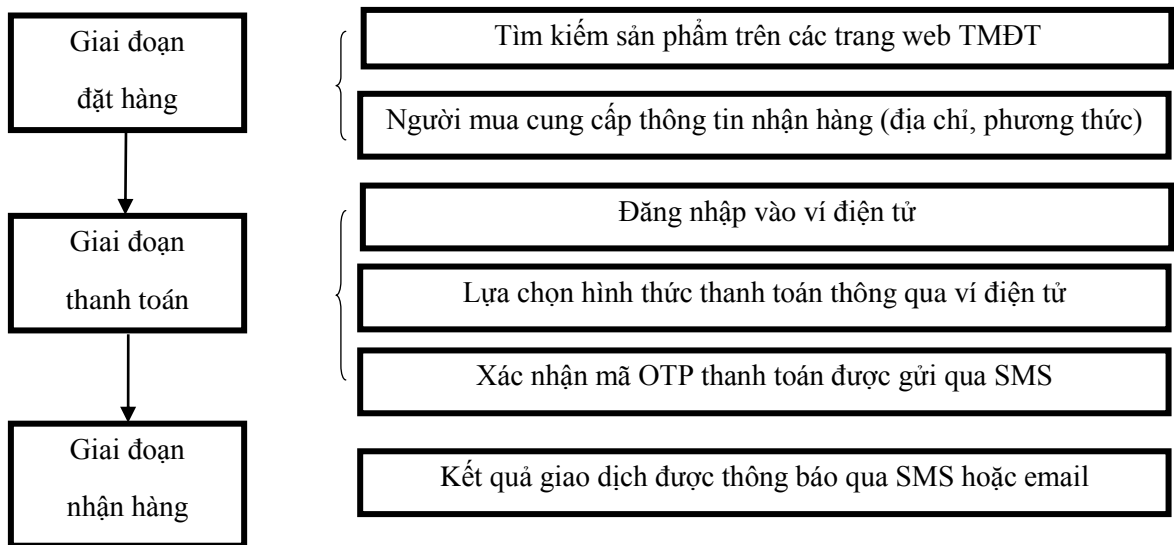 Giai đoạn
đặt hàng
Tìm kiếm sản phẩm trên các trang web TMĐT
Người mua cung cấp thông tin nhận hàng (địa chỉ, phương thức)
Giai đoạn
thanh toán
Đăng nhập vào ví điện tử
Lựa chọn hình thức thanh toán thông qua ví điện tử
Xác nhận mã OTP thanh toán được gửi qua SMS
Giai đoạn
nhận hàng
Kết quả giao dịch được thông báo qua SMS hoặc email